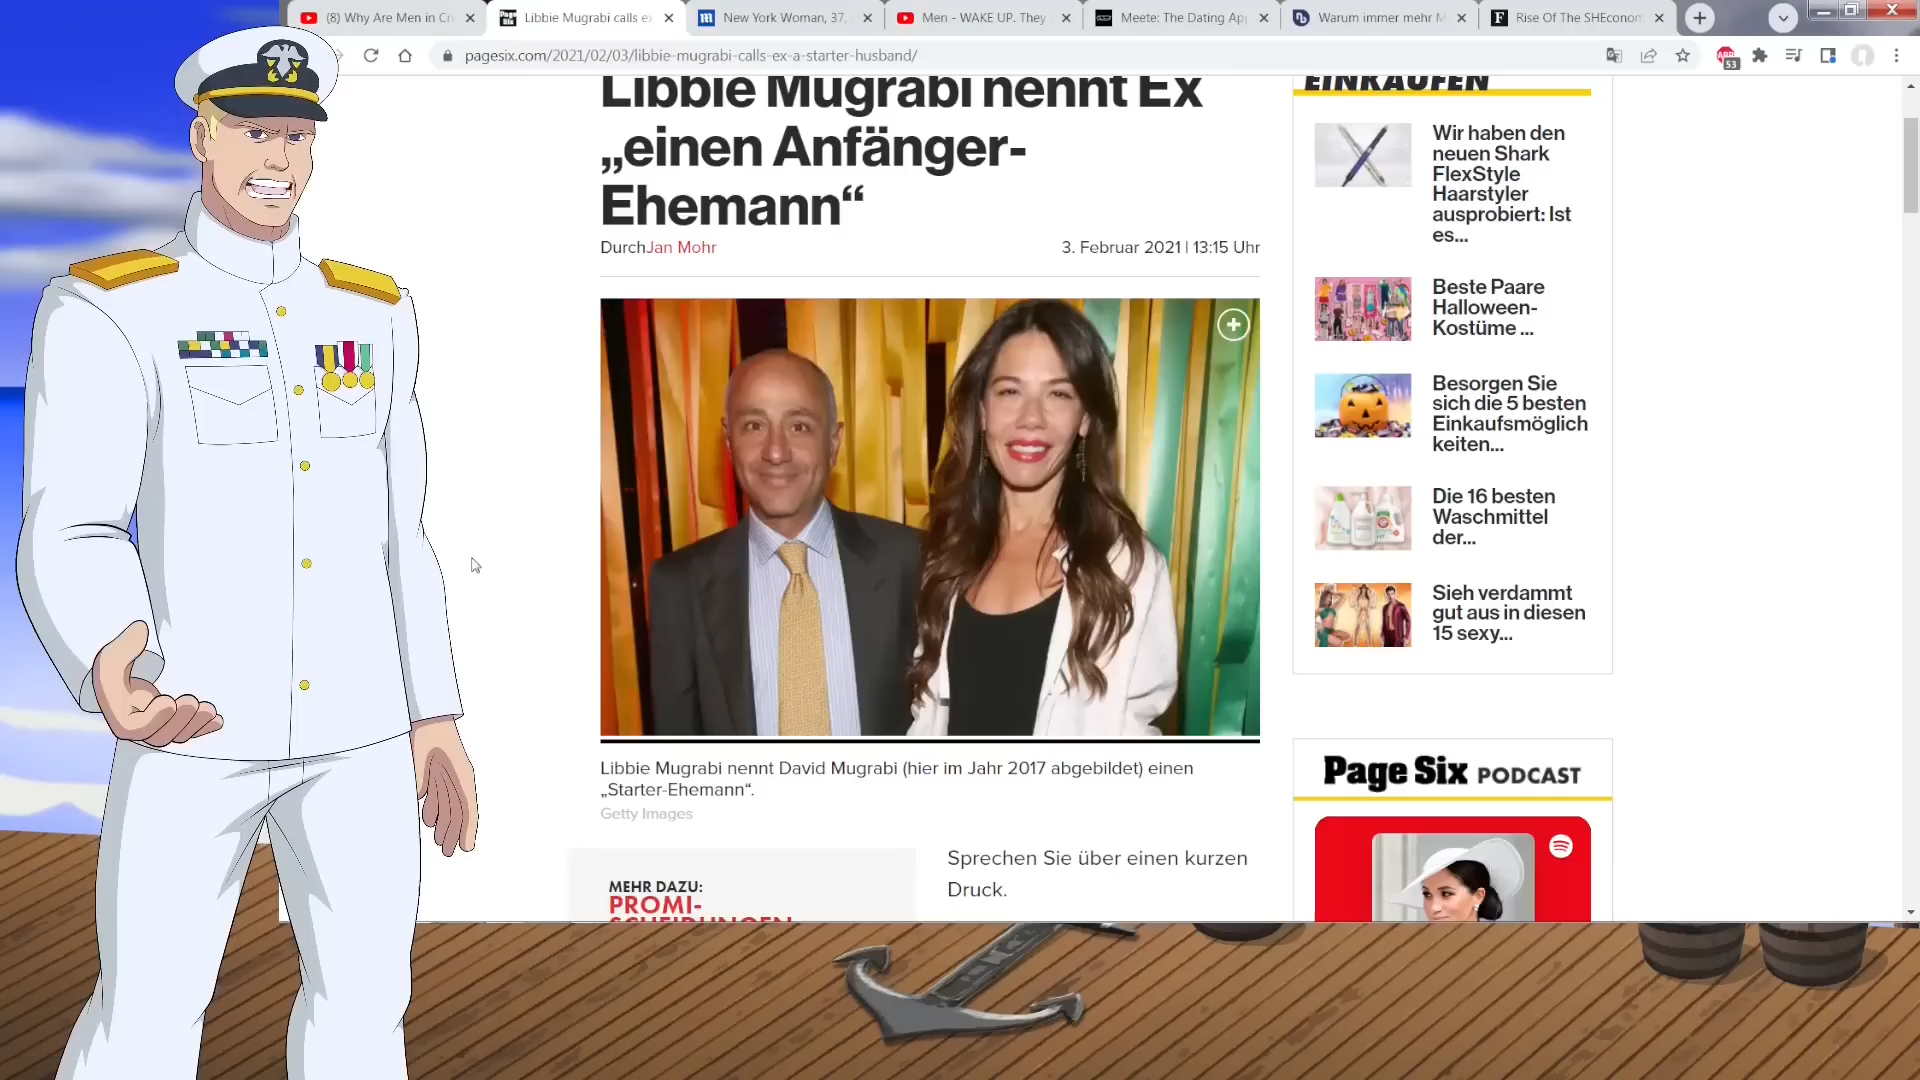 (8) Why Are Men in Cri
Libbie Mugrabi calls ex
New York Woman, 37,
Men - WAKE UP. They
Meete: The Dating App
Warum immer mehr M
Rise Of The SHEconom
pagesix.com/2021/02/03/libbie-mugrabi-calls-ex-a-starter-husband/
ABP
53
Libbie Mugrabi nennt Ex
„einen Anfänger-
Ehemann“
DurchJan Mohr
3. Februar 2021 | 13:15 Uhr
Libbie Mugrabi nennt David Mugrabi (hier im Jahr 2017 abgebildet) einen
„Starter-Ehemann“.
Getty Images
MEHR DAZU:
PROMI-
SCHEIDUNGEN
Sprechen Sie über einen kurzen
Druck.
EINKAUFEN
Wir haben den
neuen Shark
FlexStyle
Haarstyler
ausprobiert: Ist
es...
Beste Paare
Halloween-
Kostüme ...
Besorgen Sie
sich die 5 besten
Einkaufsmöglich
keiten...
Die 16 besten
Waschmittel
der...
Sieh verdammt
gut aus in diesen
15 sexy...
Page Six PODCAST